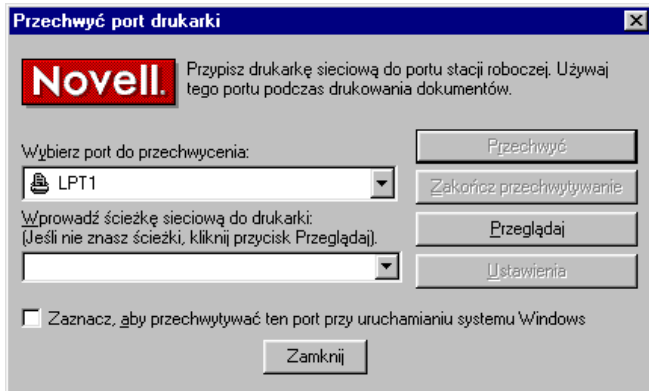 Przechwyć port drukarki
Novell.
Przypisz drukarkę sieciową do portu stacji roboczej. Używaj
tego portu podczas drukowania dokumentów.
Wybierz port do przechwycenia:
LPT1
Wprowadź ścieżkę sieciową do drukarki:
(Jeśli nie znasz ścieżki, kliknij przycisk Przeglądaj).
Przechwyć
Zakończ przechwytywanie
Przeglądaj
Ustawienia
Zaznacz, aby przechwytywać ten port przy uruchamianiu systemu Windows
Zamknij